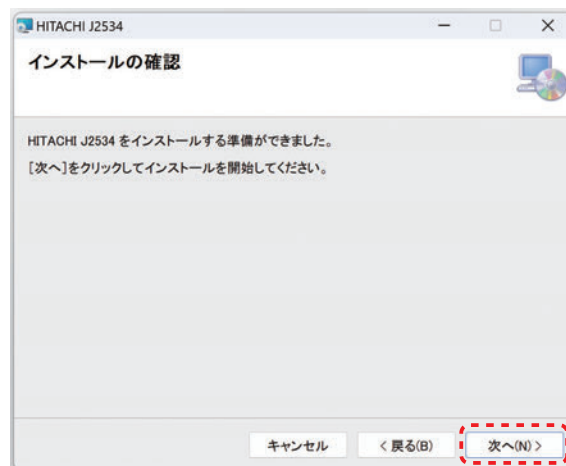 HITACHI J2534
インストールの確認
HITACHI J2534 をインストールする準備ができました。
[次へ]をクリックしてインストールを開始してください。
キャンセル
< 戻る(B)
次へ(N) >